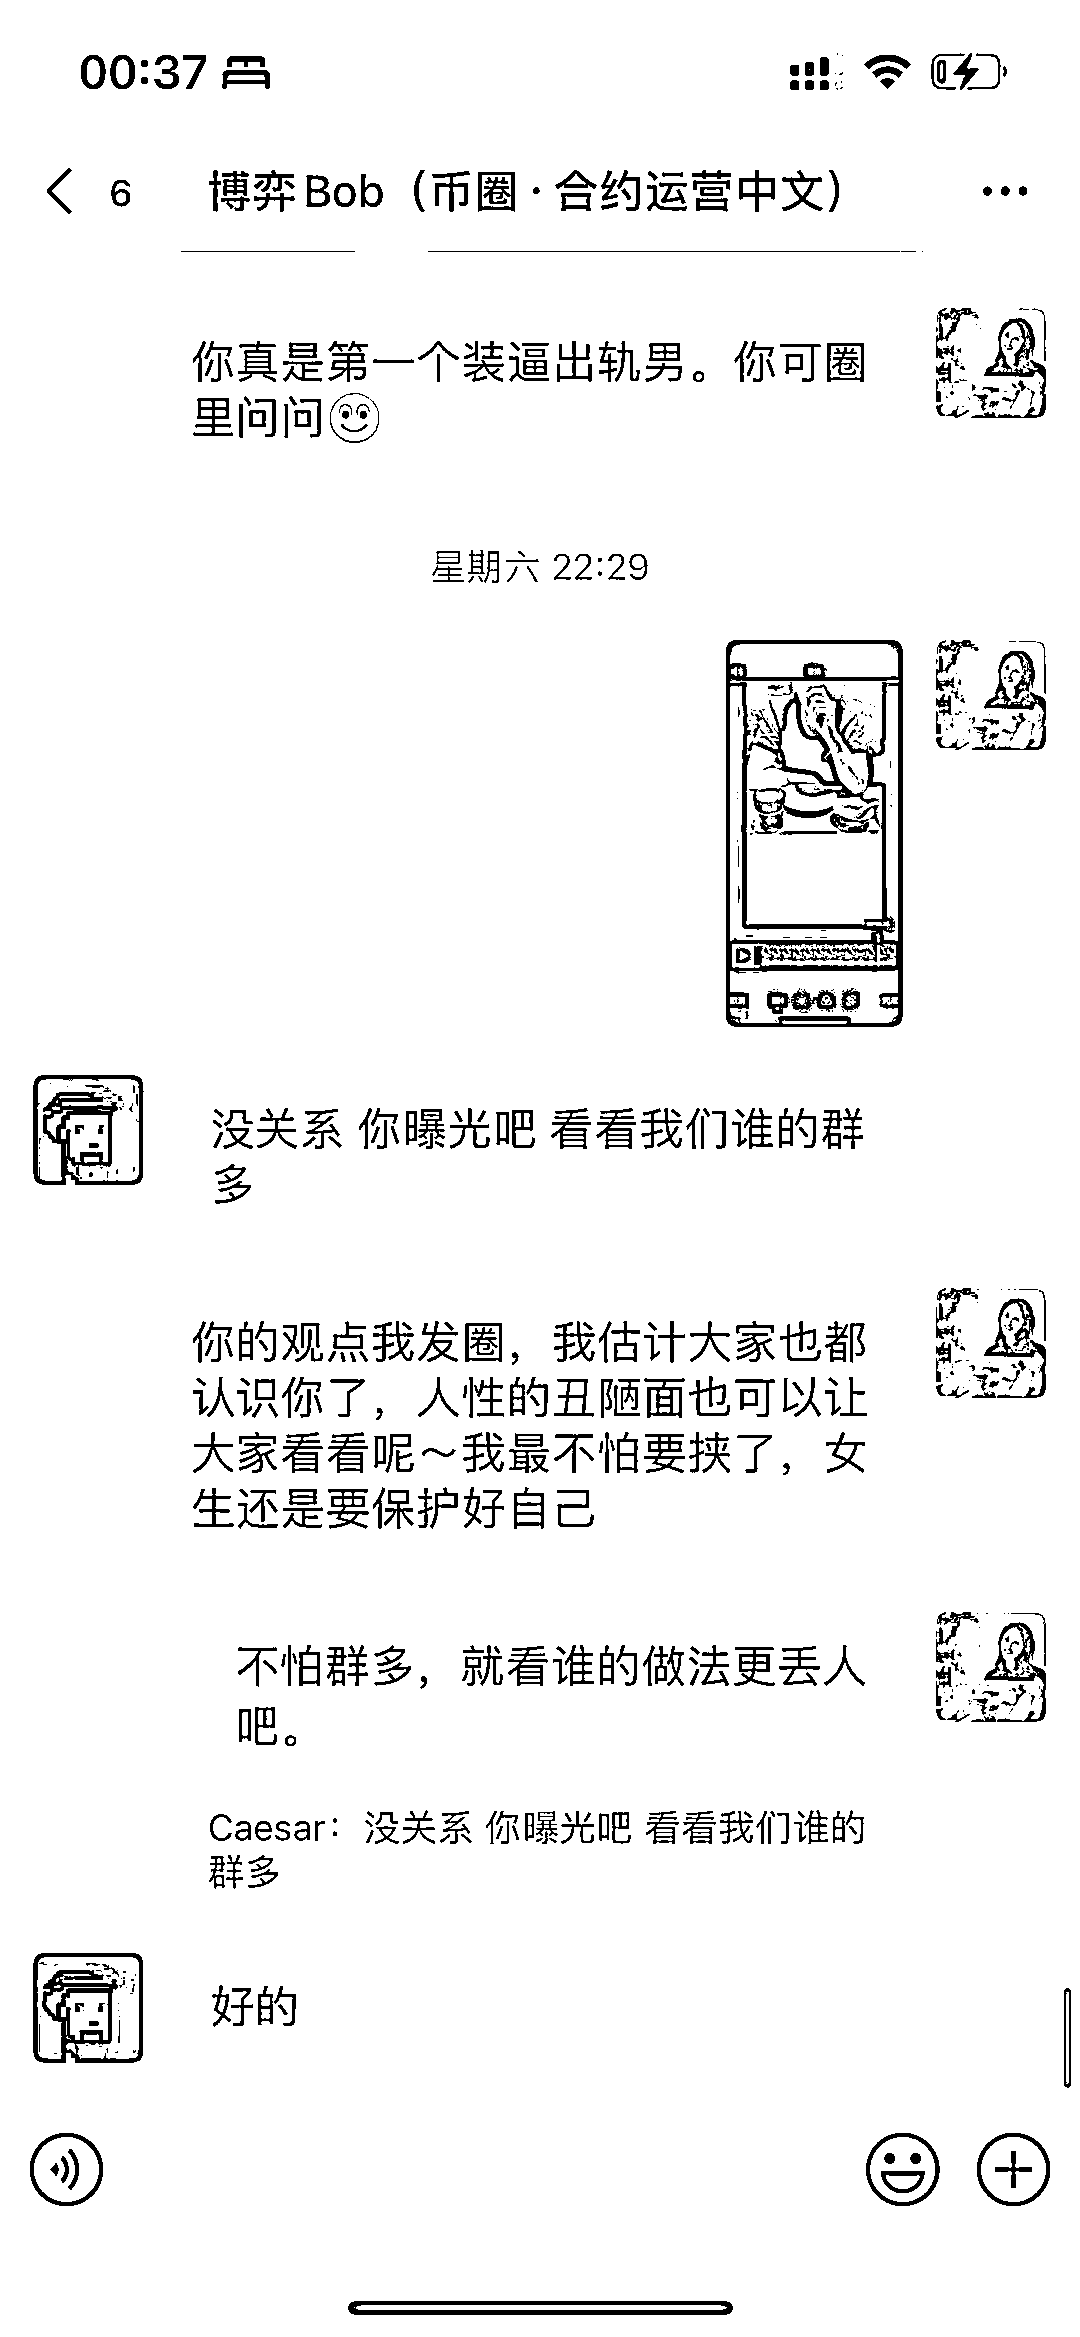 00:37
6 博弈Bob（币圈·合约运营中文）
你真是第一个装逼出轨男。你可圈
里问问
星期六 22:29
没关系 你曝光吧 看看我们谁的群
多
你的观点我发圈，我估计大家也都
认识你了，人性的丑陋面也可以让
大家看看呢～我最不怕要挟了，女
生还是要保护好自己
不怕群多，就看谁的做法更丢人
吧。
Caesar：没关系 你曝光吧 看看我们谁的
群多
好的